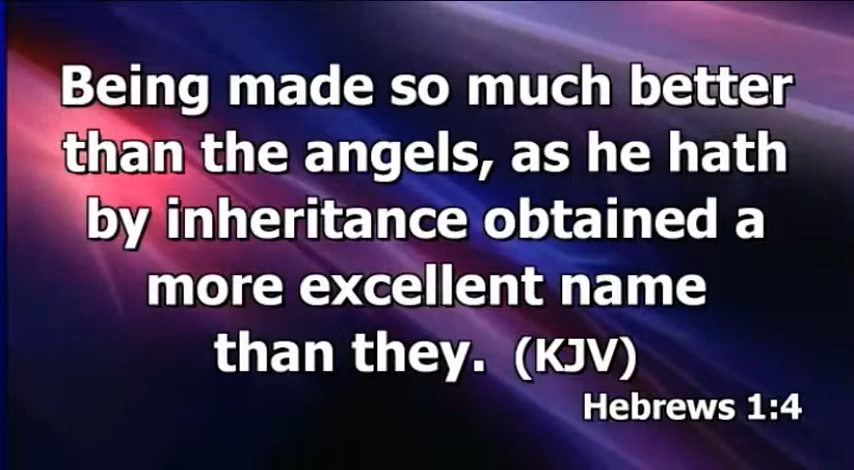 Being made so much better
than the angels, as he hath
by inheritance obtained a
more excellent name
than they. (KJV)
Hebrews 1:4